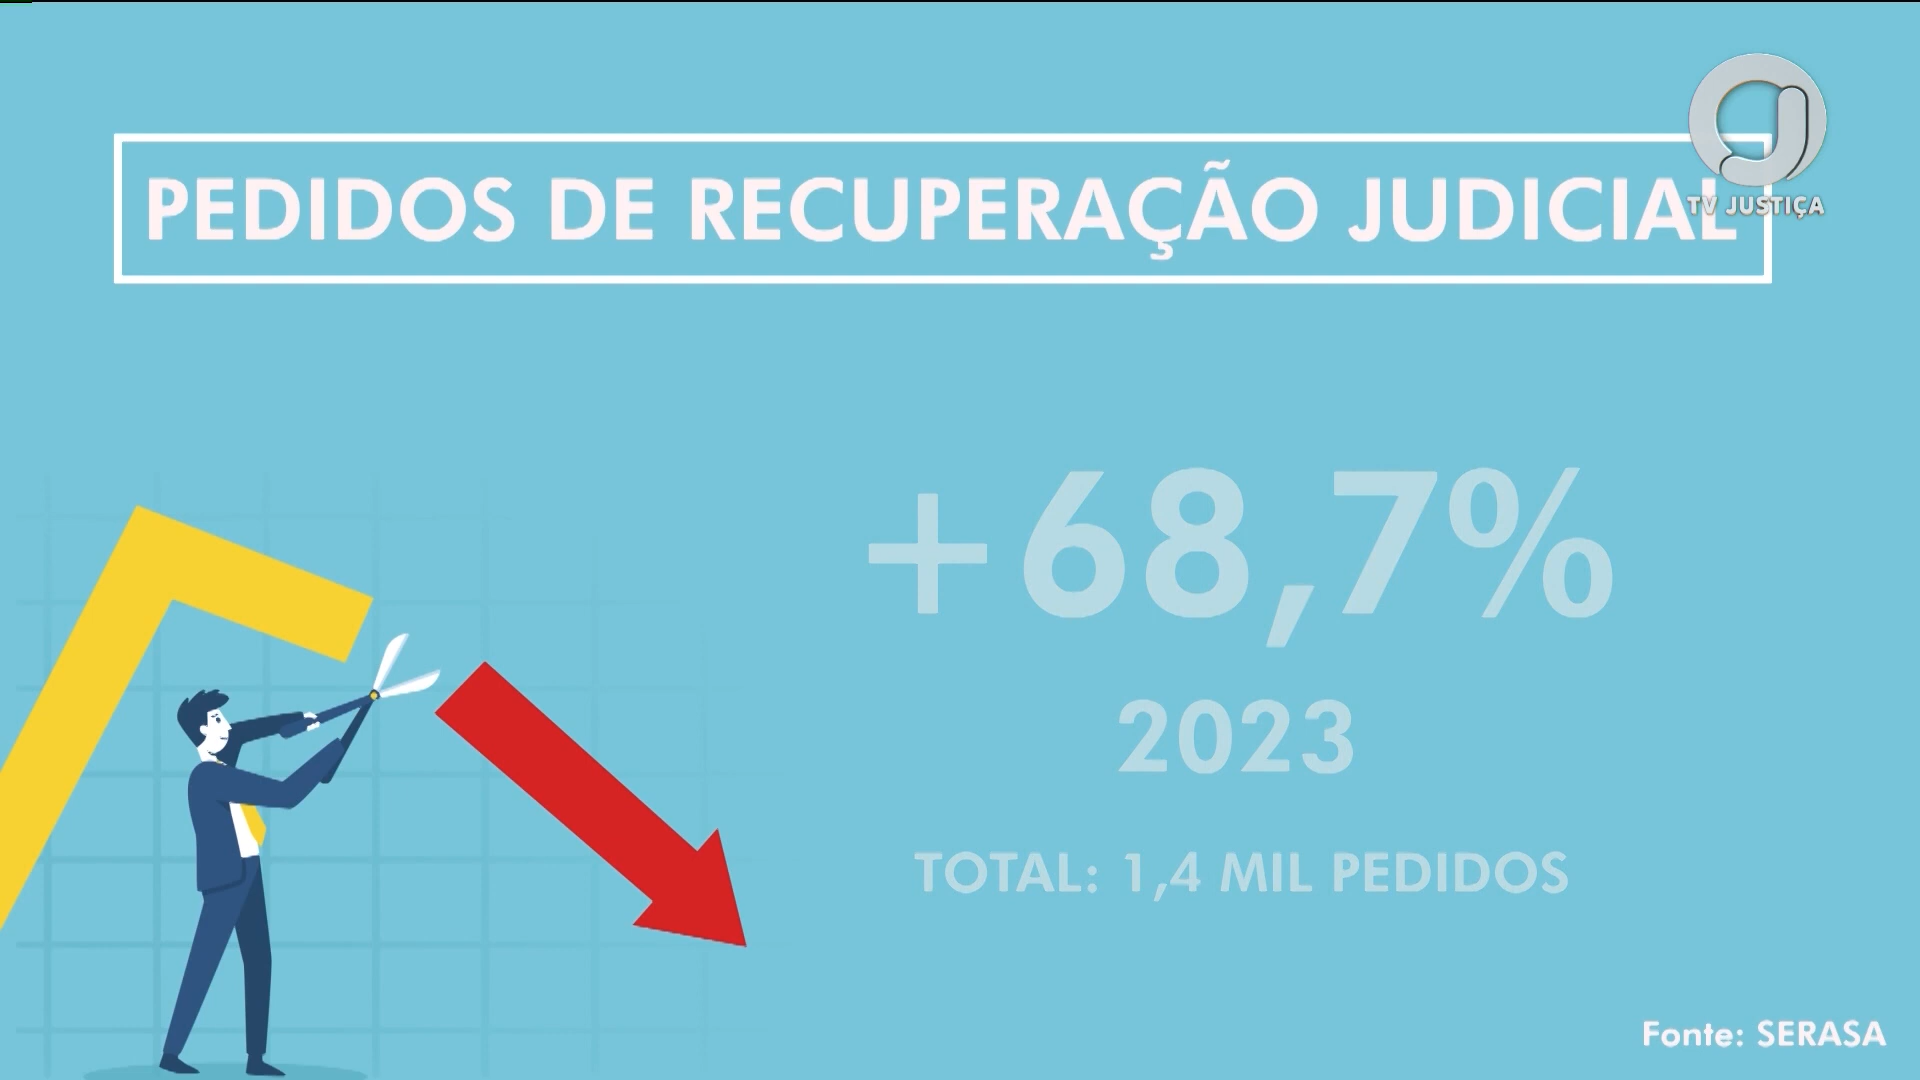 TV JUSTIÇA
PEDIDOS DE RECUPERAÇÃO JUDICIAL
+68,7%
2023
TOTAL: 1,4 MIL PEDIDOS
Fonte: SERASA